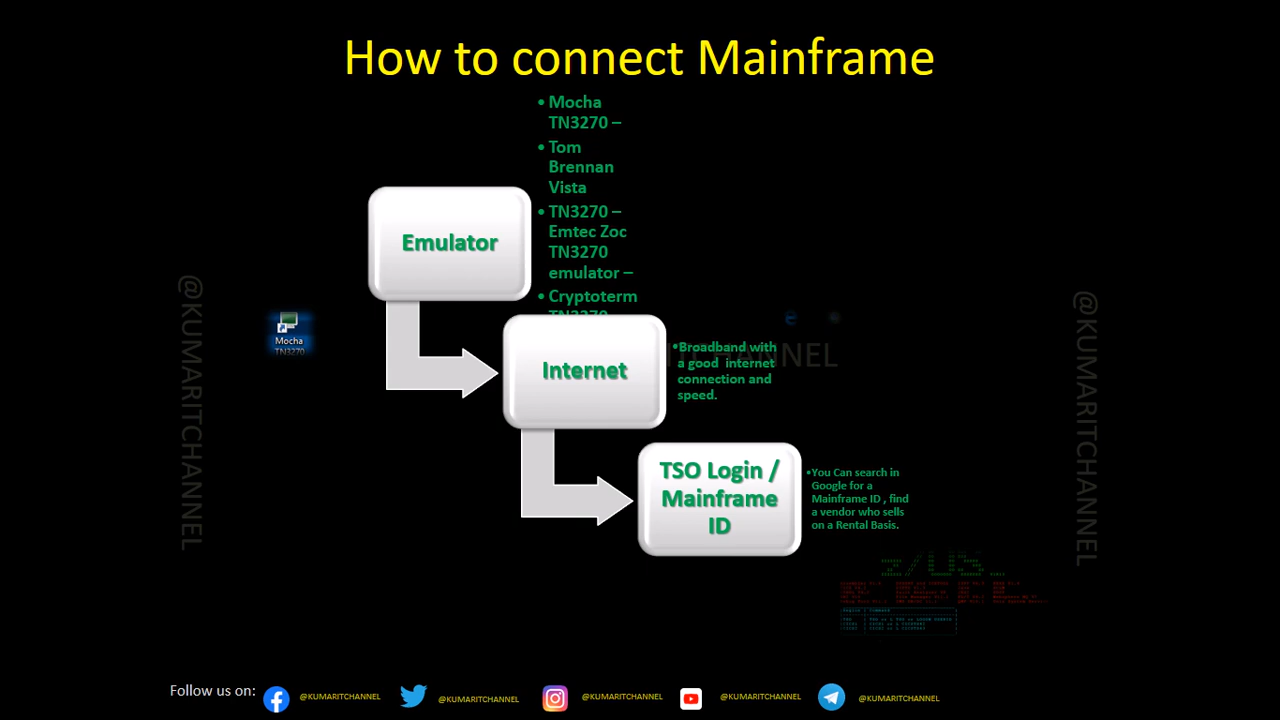 How to connect Mainframe
• Mocha
TN3270 –
• Tom
Brennan
Vista
• TN3270 –
Emtec Zoc
TN3270
emulator –
• Cryptoterm
TN3270
Emulator
Mocha
TN3270
Internet
•Broadband with
a good internet
connection and
speed.
TSO Login /
Mainframe
ID
•You Can search in
Google for a
Mainframe ID , find
a vendor who sells
on a Rental Basis.
@KUMARITCHANNEL
@KUMARITCHANNEL
Follow us on:
@KUMARITCHANNEL
@KUMARITCHANNEL
@KUMARITCHANNEL
@KUMARITCHANNEL
@KUMARITCHANNEL